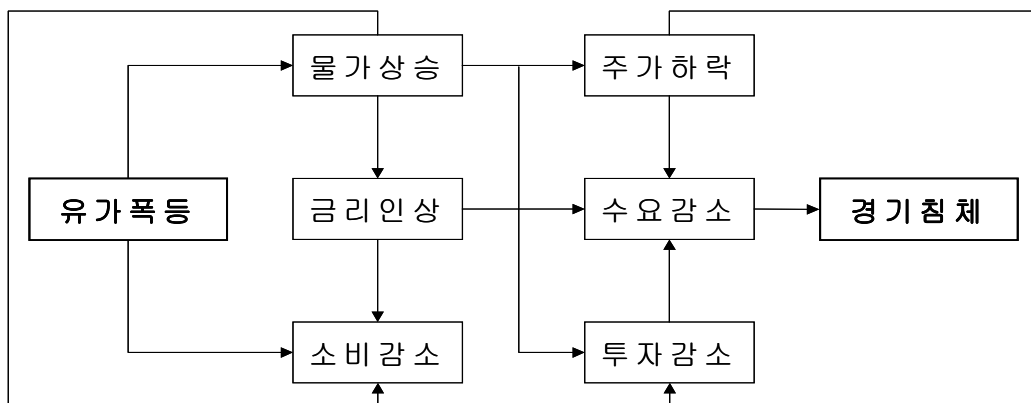 물가상승
주가하락
유가폭등
금리인상
수요감소
경기침체
소비감소
투자감소